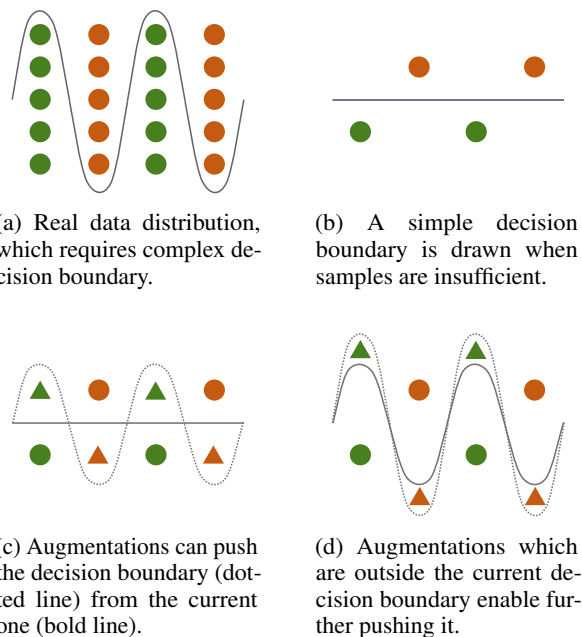 (a) Real data distribution,
which requires complex de-
cision boundary.
(b) A simple decision
boundary is drawn when
samples are insufficient.
(c) Augmentations can push
the decision boundary (dot-
ted line) from the current
one (bold line).
(d) Augmentations which
are outside the current de-
cision boundary enable fur-
ther pushing it.